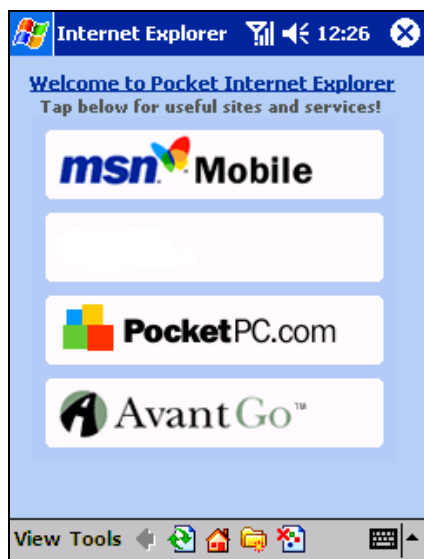 Internet Explorer 12:26
Welcome to Pocket Internet Explorer
Tap below for useful sites and services!
msn Mobile
PocketPC.com
AvantGo™
View Tools